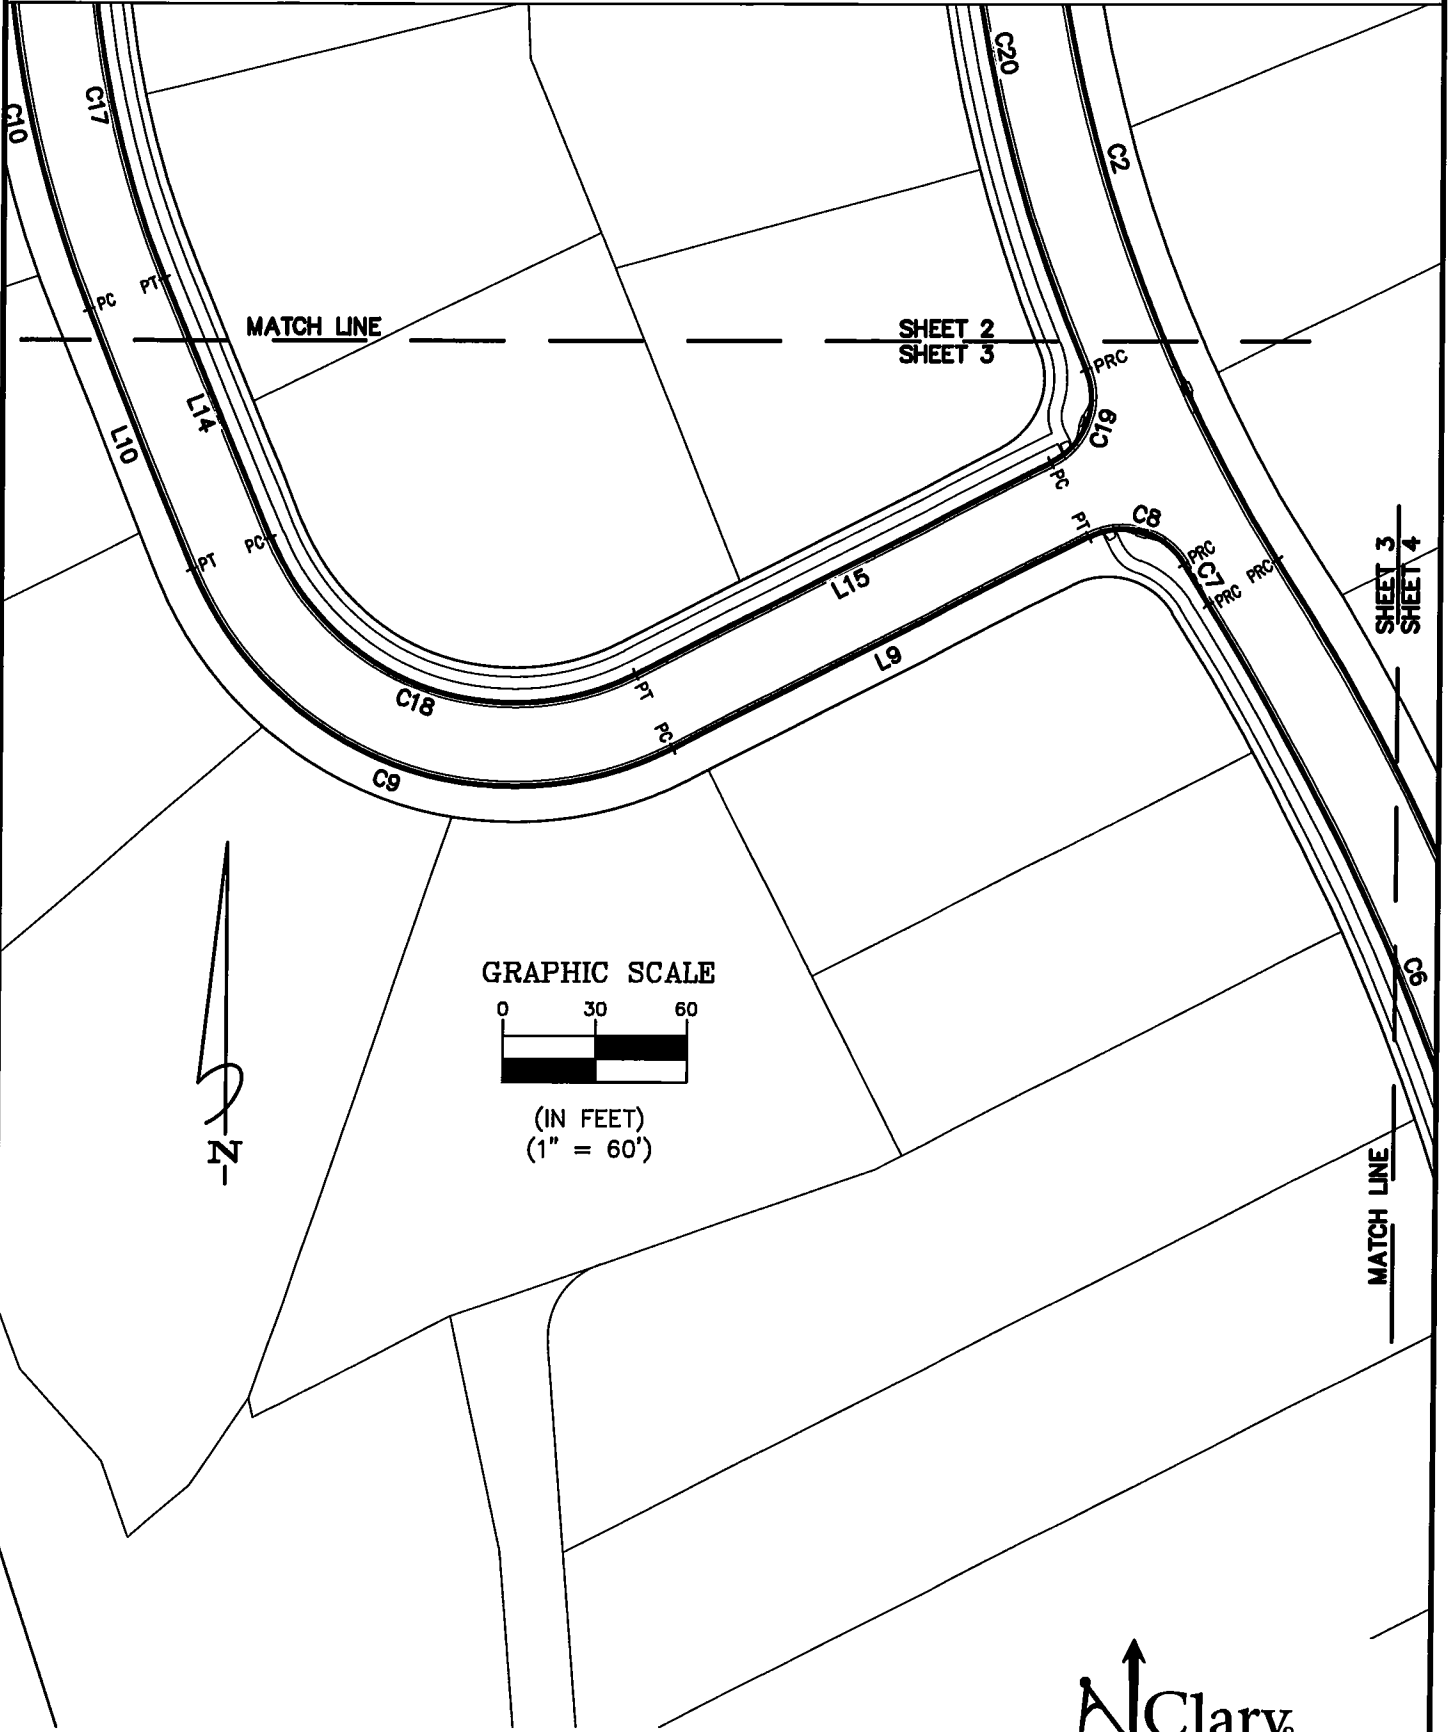 C20
C17
C10
C2
PC
PT
MATCH LINE
SHEET 2
SHEET 3
PRC
L14
L10
C19
PC
PT
C8
PRC
C7
PRC
PRC
SHEET 3
SHEET 4
PC
PT
L15
L9
PT
C18
PC
C9
GRAPHIC SCALE
0 30 60
(IN FEET)
(1" = 60')
C6
N
MATCH LINE
Clary